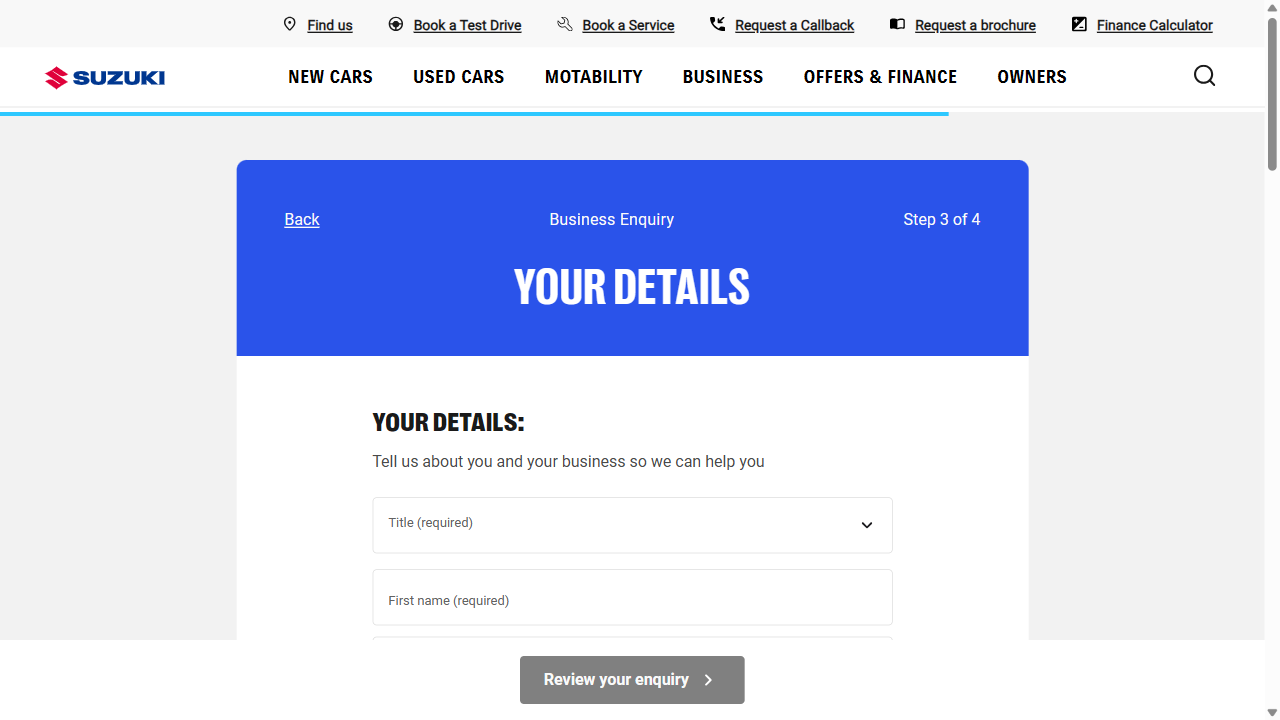 Find us Book a Test Drive Book a Service Request a Callback Request a brochure Finance Calculator
SUZUKI NEW CARS USED CARS MOTABILITY BUSINESS OFFERS & FINANCE OWNERS
Back Business Enquiry Step 3 of 4
YOUR DETAILS
YOUR DETAILS:
Tell us about you and your business so we can help you
Title (required)
First name (required)
Review your enquiry